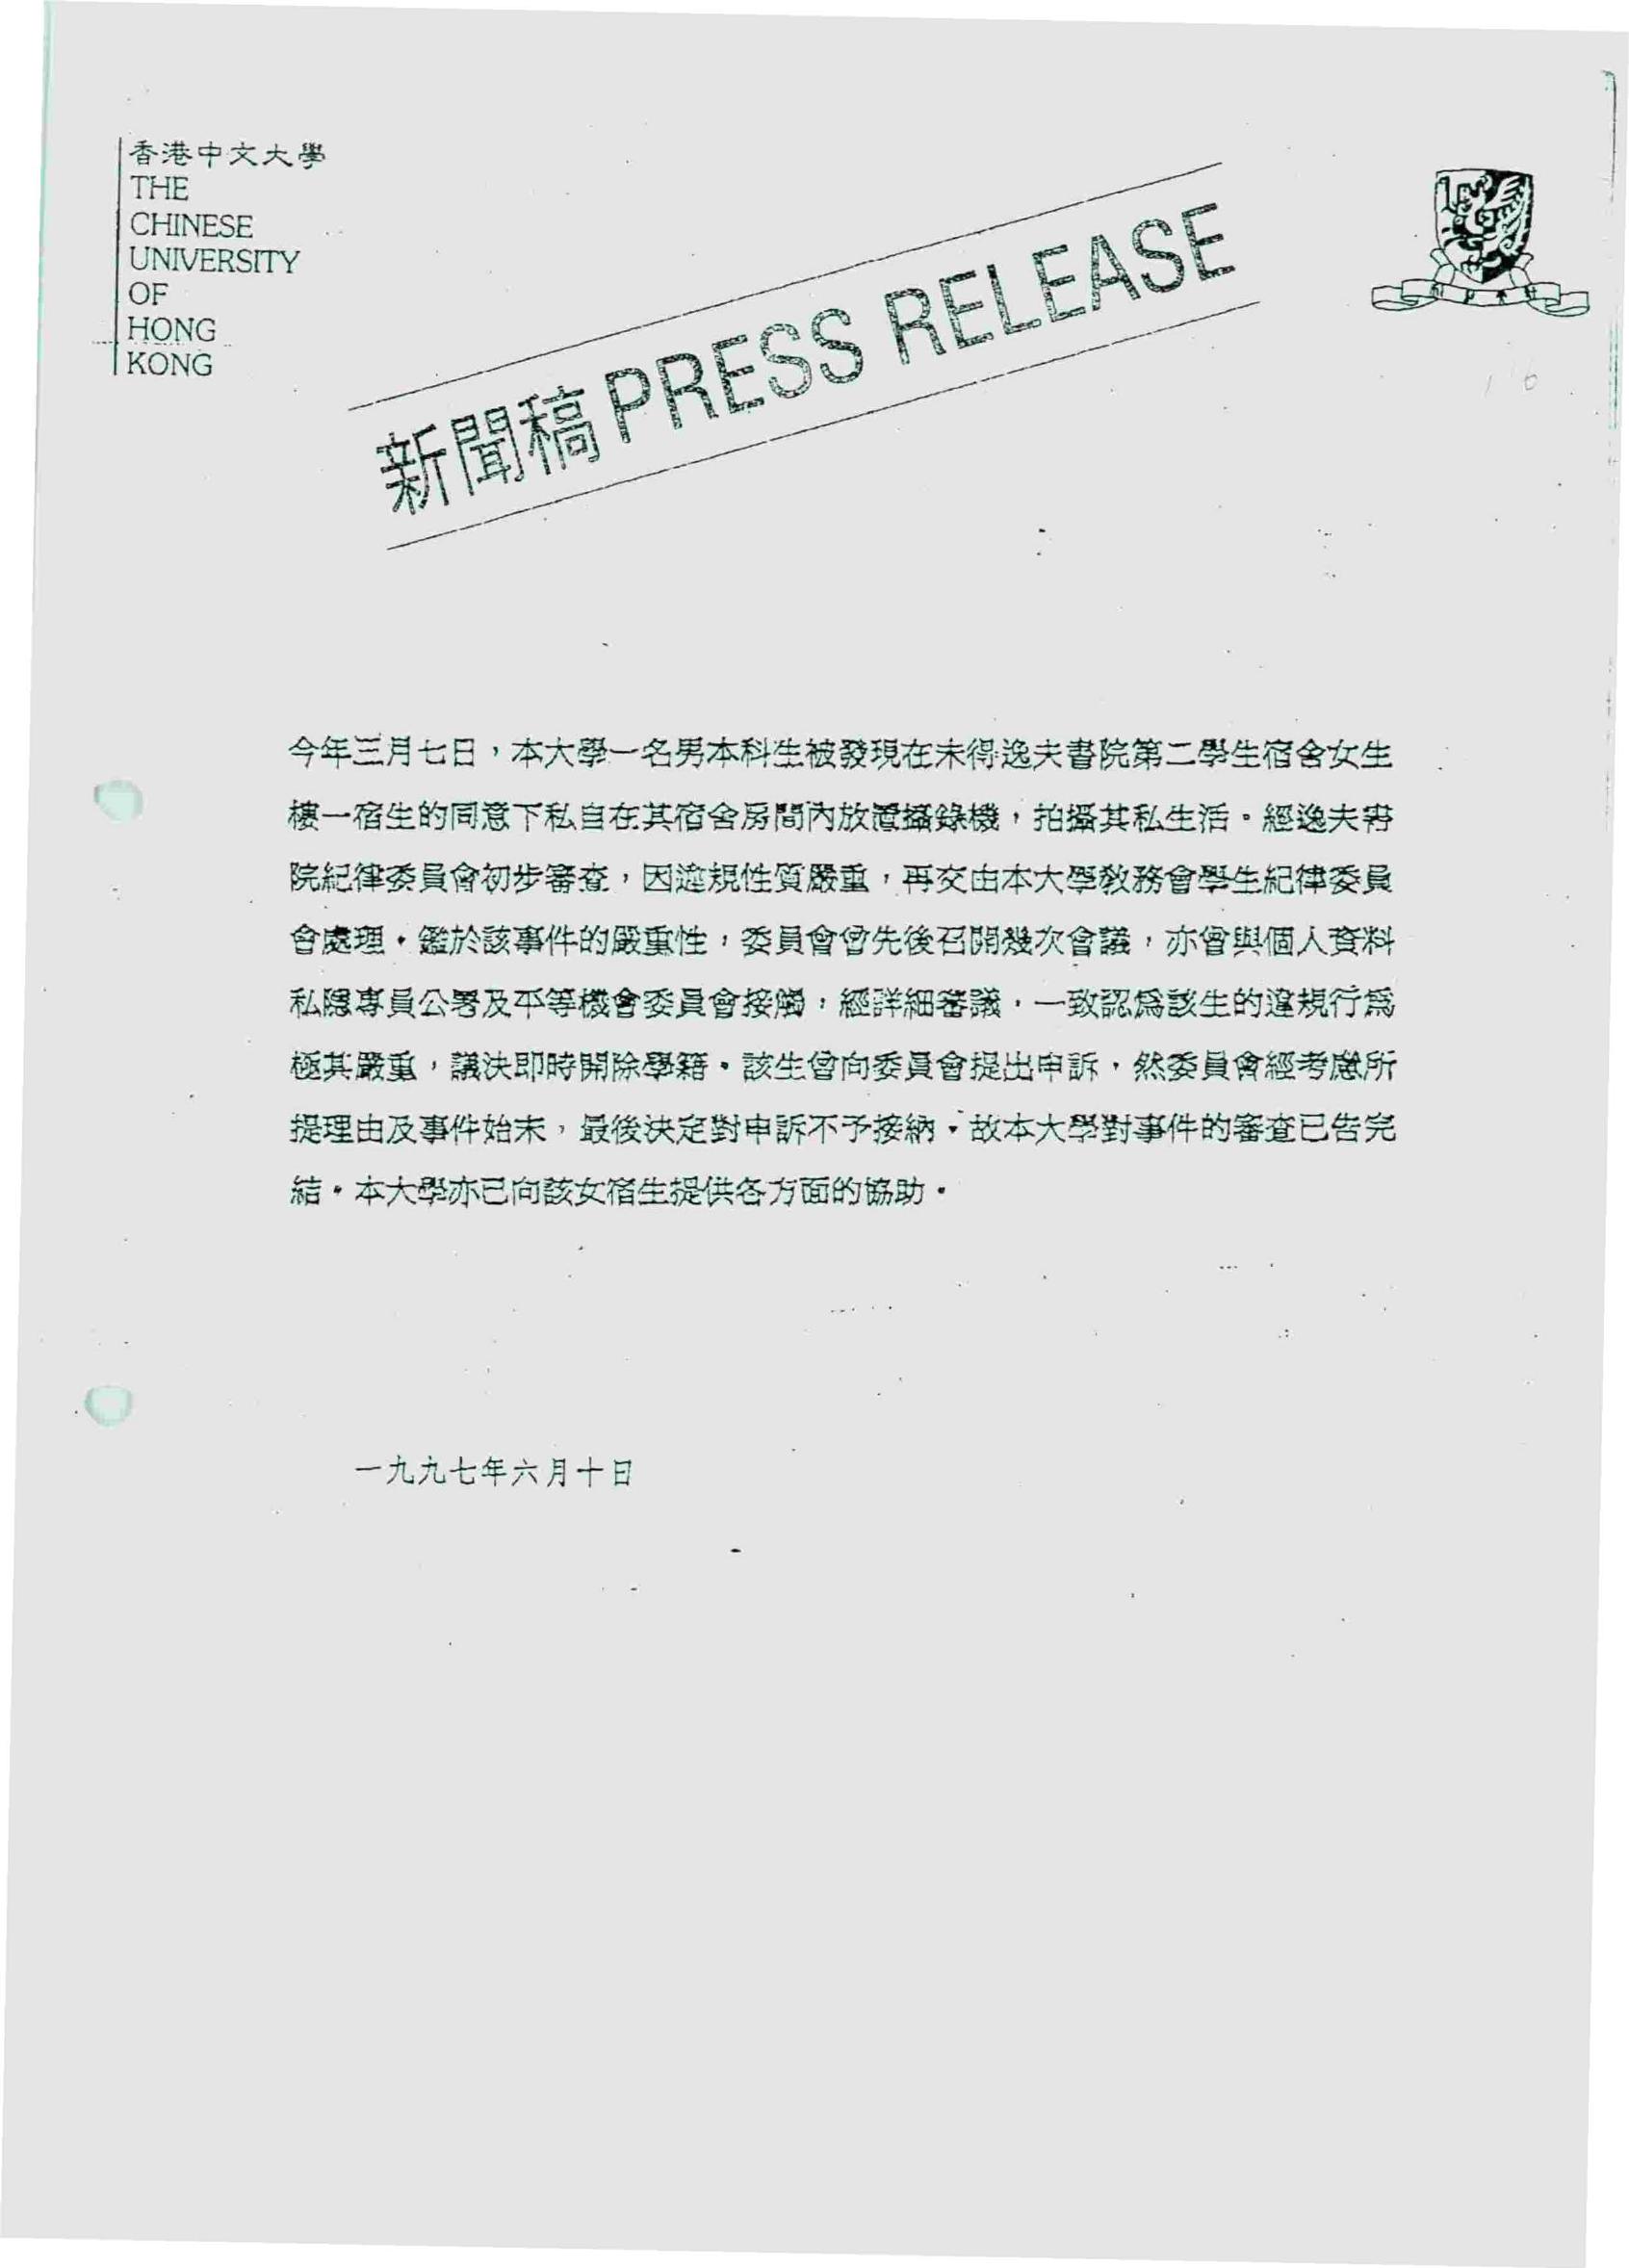 香港中文大學
THE
CHINESE
UNIVERSITY
OF
HONG
KONG
新聞稿 PRESS RELEASE
今年三月七日，本大學一名男本科生被發現在未得逸夫書院第二學生宿舍女生
樓一宿生的同意下私自在其宿舍房間內放置攝錄機，拍攝其私生活。經逸夫書
院紀律委員會初步審查，因違規性質嚴重，再交由本大學教務會學生紀律委員
會處理。鑑於該事件的嚴重性，委員會曾先後召開幾次會議，亦曾與個人資料
私隱專員公署及平等機會委員會接觸，經詳細審議，一致認爲該生的違規行爲
極其嚴重，議決即時開除學籍。該生曾向委員會提出申訴，然委員會經考慮所
提理由及事件始末，最後決定對申訴不予接納。故本大學對事件的審查已告完
結。本大學亦已向該女宿生提供各方面的協助。
一九九七年六月十日